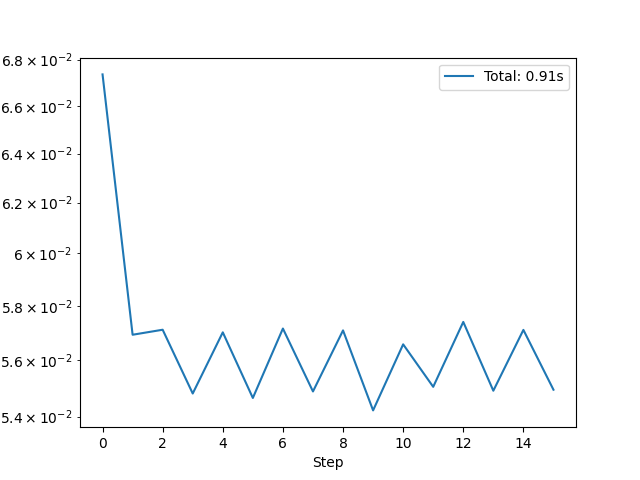 6.8 × 10⁻²
6.6 × 10⁻²
6.4 × 10⁻²
6.2 × 10⁻²
6 × 10⁻²
5.8 × 10⁻²
5.6 × 10⁻²
5.4 × 10⁻²
Total: 0.91s
0 2 4 6 8 10 12 14
Step